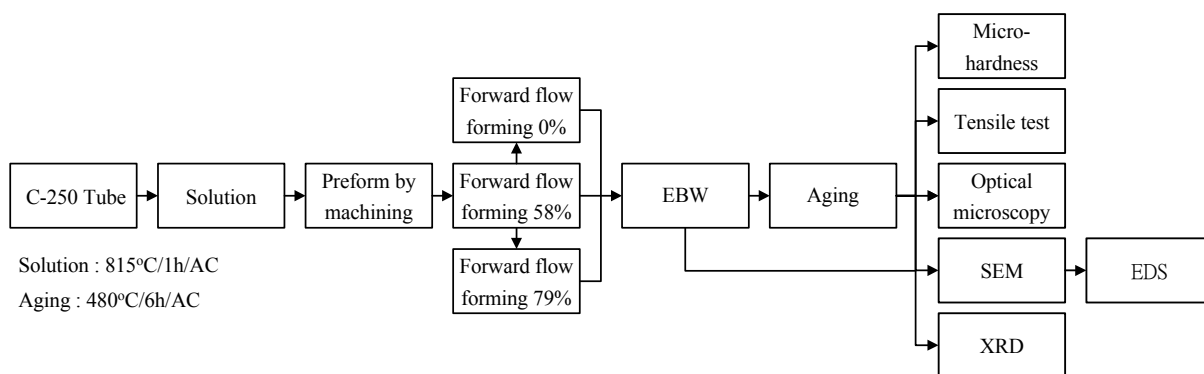 C-250 Tube
Solution
Preform by
machining
Forward flow
forming 0%
Forward flow
forming 58%
Forward flow
forming 79%
EBW
Aging
Micro-
hardness
Tensile test
Optical
microscopy
SEM
EDS
XRD
Solution : 815°C/1h/AC
Aging : 480°C/6h/AC